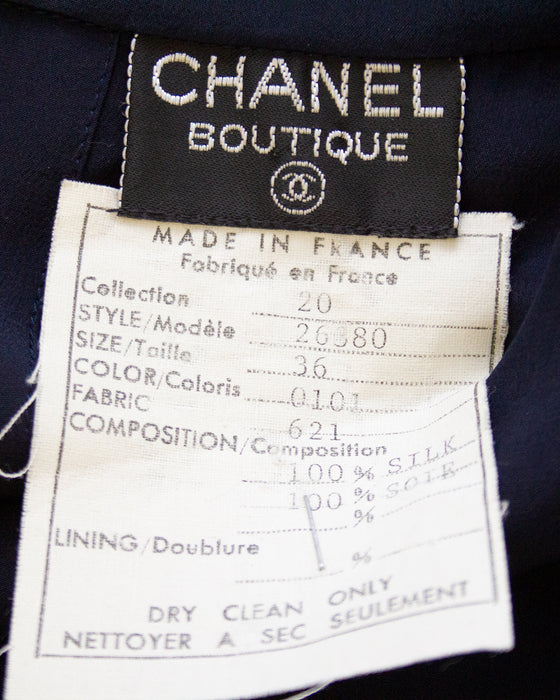 CHANEL
BOUTIQUE
MADE IN FRANCE
Fabriqué en France
Collection 20
STYLE/Modèle 26380
SIZE/Taille 36
COLOR/Coloris 0101
FABRIC 621
COMPOSITION/Composition
100 % SILK
100 % SOIE
%
LINING/Doublure %
DRY CLEAN ONLY
NETTOYER A SEC SEULEMENT